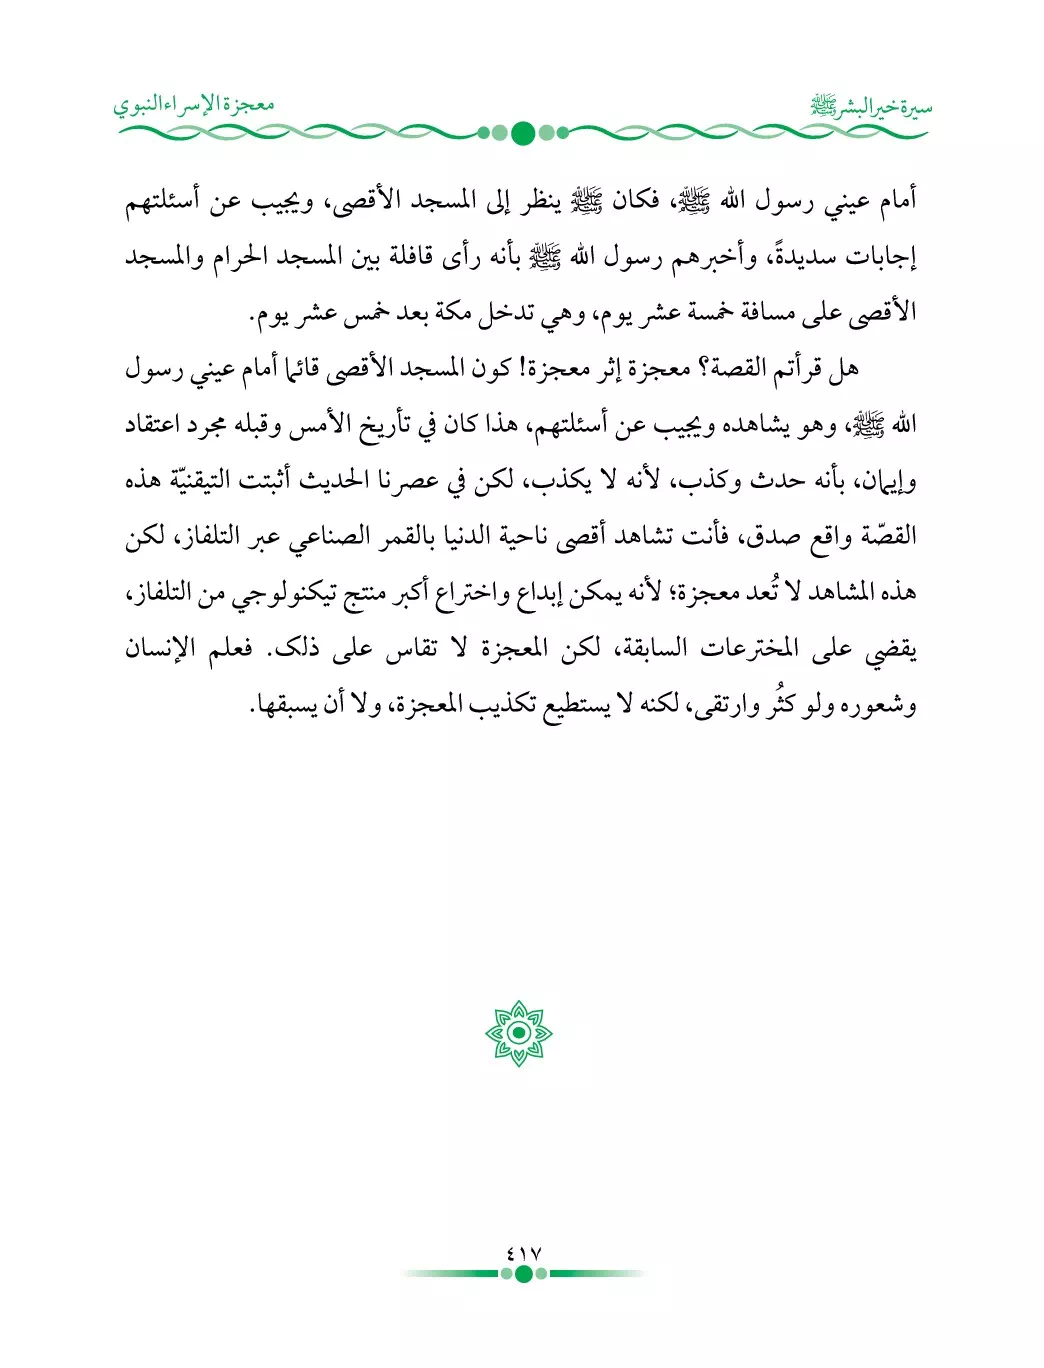 سيرة خير البشر ﷺ
معجزة الإسراء النبوي
أمام عيني رسول الله ﷺ، فكان ﷺ ينظر إلى المسجد الأقصى، ويجيب عن أسئلتهم
إجابات سديدةً، وأخبرهم رسول الله ﷺ بأنه رأى قافلة بين المسجد الحرام والمسجد
الأقصى على مسافة خمسة عشر يوم، وهي تدخل مكة بعد خمس عشر يوم.
هل قرأتم القصة؟ معجزة إثر معجزة! كون المسجد الأقصى قائما أمام عيني رسول
الله ﷺ، وهو يشاهده ويجيب عن أسئلتهم، هذا كان في تأريخ الأمس وقبله مجرد اعتقاد
وإيمان، بأنه حدث وكذب، لأنه لا يكذب، لكن في عصرنا الحديث أثبتت التيقنيّة هذه
القصّة واقع صدق، فأنت تشاهد أقصى ناحية الدنيا بالقمر الصناعي عبر التلفاز، لكن
هذه المشاهد لا تُعد معجزة؛ لأنه يمكن إبداع واختراع أكبر منتج تيكنولوجي من التلفاز،
يقضي على المخترعات السابقة، لكن المعجزة لا تقاس على ذلک. فعلم الإنسان
وشعوره ولو كثُر وارتقى، لكنه لا يستطيع تكذيب المعجزة، ولا أن يسبقها.
٤١٧